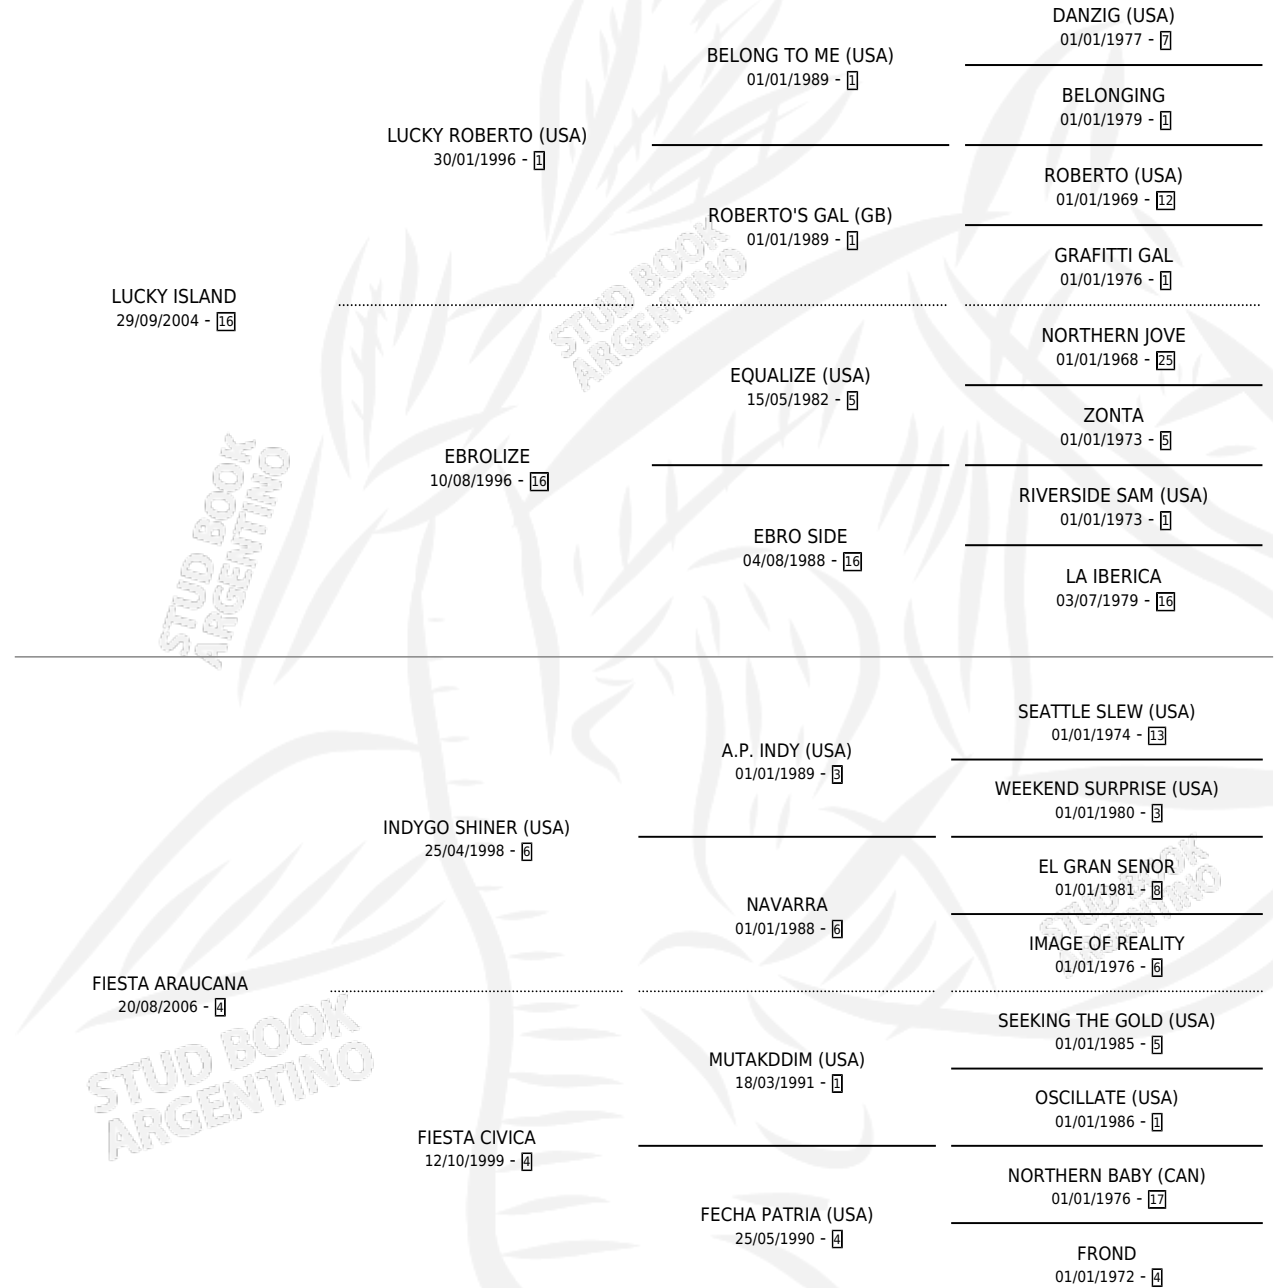 DANZIG (USA)
01/01/1977 - 7
BELONG TO ME (USA)
01/01/1989 - 1
BELONGING
01/01/1979 - 1
LUCKY ROBERTO (USA)
30/01/1996 - 1
ROBERTO (USA)
01/01/1969 - 12
ROBERTO'S GAL (GB)
01/01/1989 - 1
GRAFITTI GAL
01/01/1976 - 1
LUCKY ISLAND
29/09/2004 - 16
NORTHERN JOVE
01/01/1968 - 25
EQUALIZE (USA)
15/05/1982 - 5
ZONTA
01/01/1973 - 5
EBROLIZE
10/08/1996 - 16
RIVERSIDE SAM (USA)
01/01/1973 - 1
EBRO SIDE
04/08/1988 - 16
LA IBERICA
03/07/1979 - 16
SEATTLE SLEW (USA)
01/01/1974 - 13
A.P. INDY (USA)
01/01/1989 - 3
WEEKEND SURPRISE (USA)
01/01/1980 - 3
INDYGO SHINER (USA)
25/04/1998 - 6
EL GRAN SENOR
01/01/1981 - 8
NAVARRA
01/01/1988 - 6
IMAGE OF REALITY
01/01/1976 - 6
FIESTA ARAUCANA
20/08/2006 - 4
SEEKING THE GOLD (USA)
01/01/1985 - 5
MUTAKDDIM (USA)
18/03/1991 - 1
OSCILLATE (USA)
01/01/1986 - 1
FIESTA CIVICA
12/10/1999 - 4
NORTHERN BABY (CAN)
01/01/1976 - 17
FECHA PATRIA (USA)
25/05/1990 - 4
FROND
01/01/1972 - 4
STUD BOOK
ARGENTINO
STUD BOOK
ARGENTINO
STUD BOOK
ARGENTINO
STUD BOOK
ARGENTINO